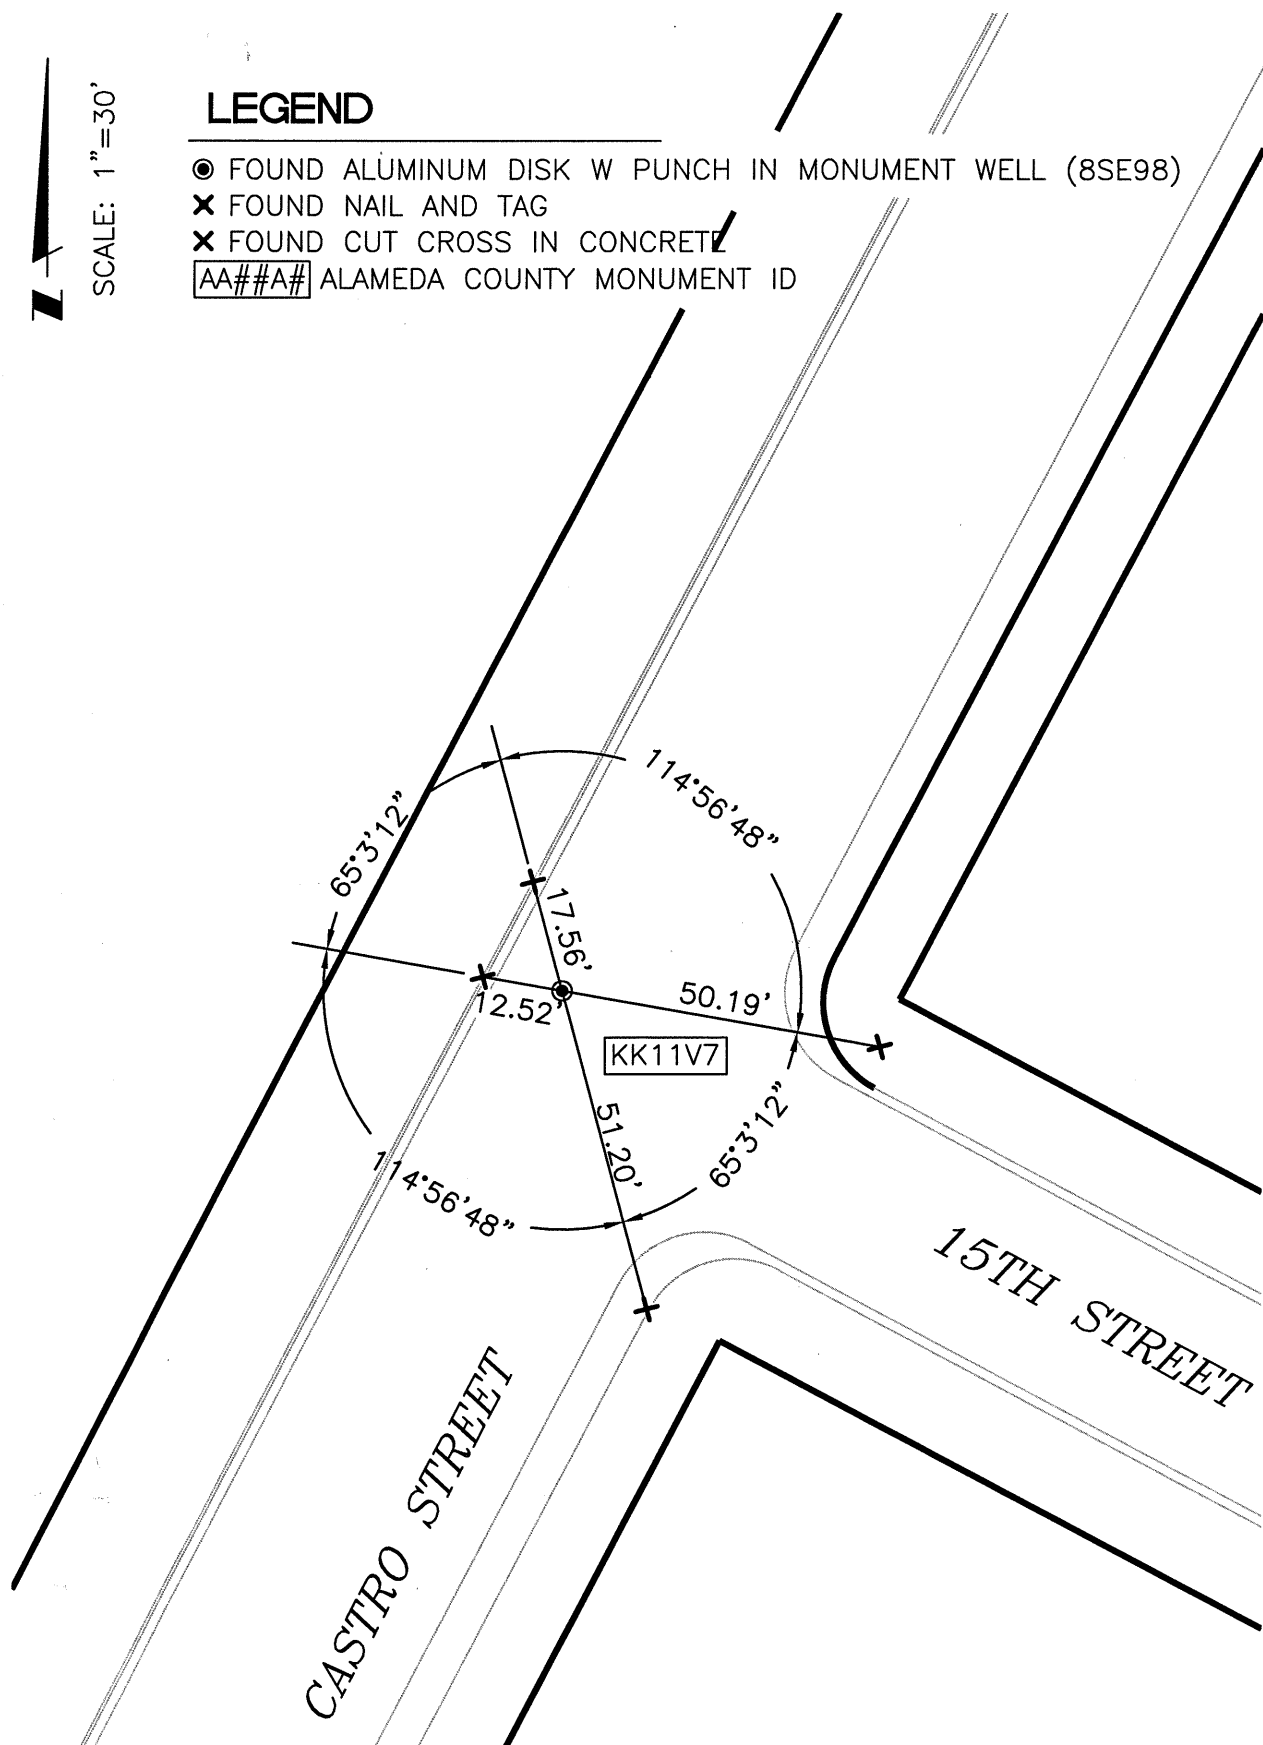 SCALE: 1"=30'
LEGEND
FOUND ALUMINUM DISK W PUNCH IN MONUMENT WELL (8SE98)
FOUND NAIL AND TAG
FOUND CUT CROSS IN CONCRETE
AA##A# ALAMEDA COUNTY MONUMENT ID
114°56'48"
65°3'12"
17.56'
12.52'
50.19'
KK11V7
51.20'
65°3'12"
114°56'48"
15TH STREET
CASTRO STREET